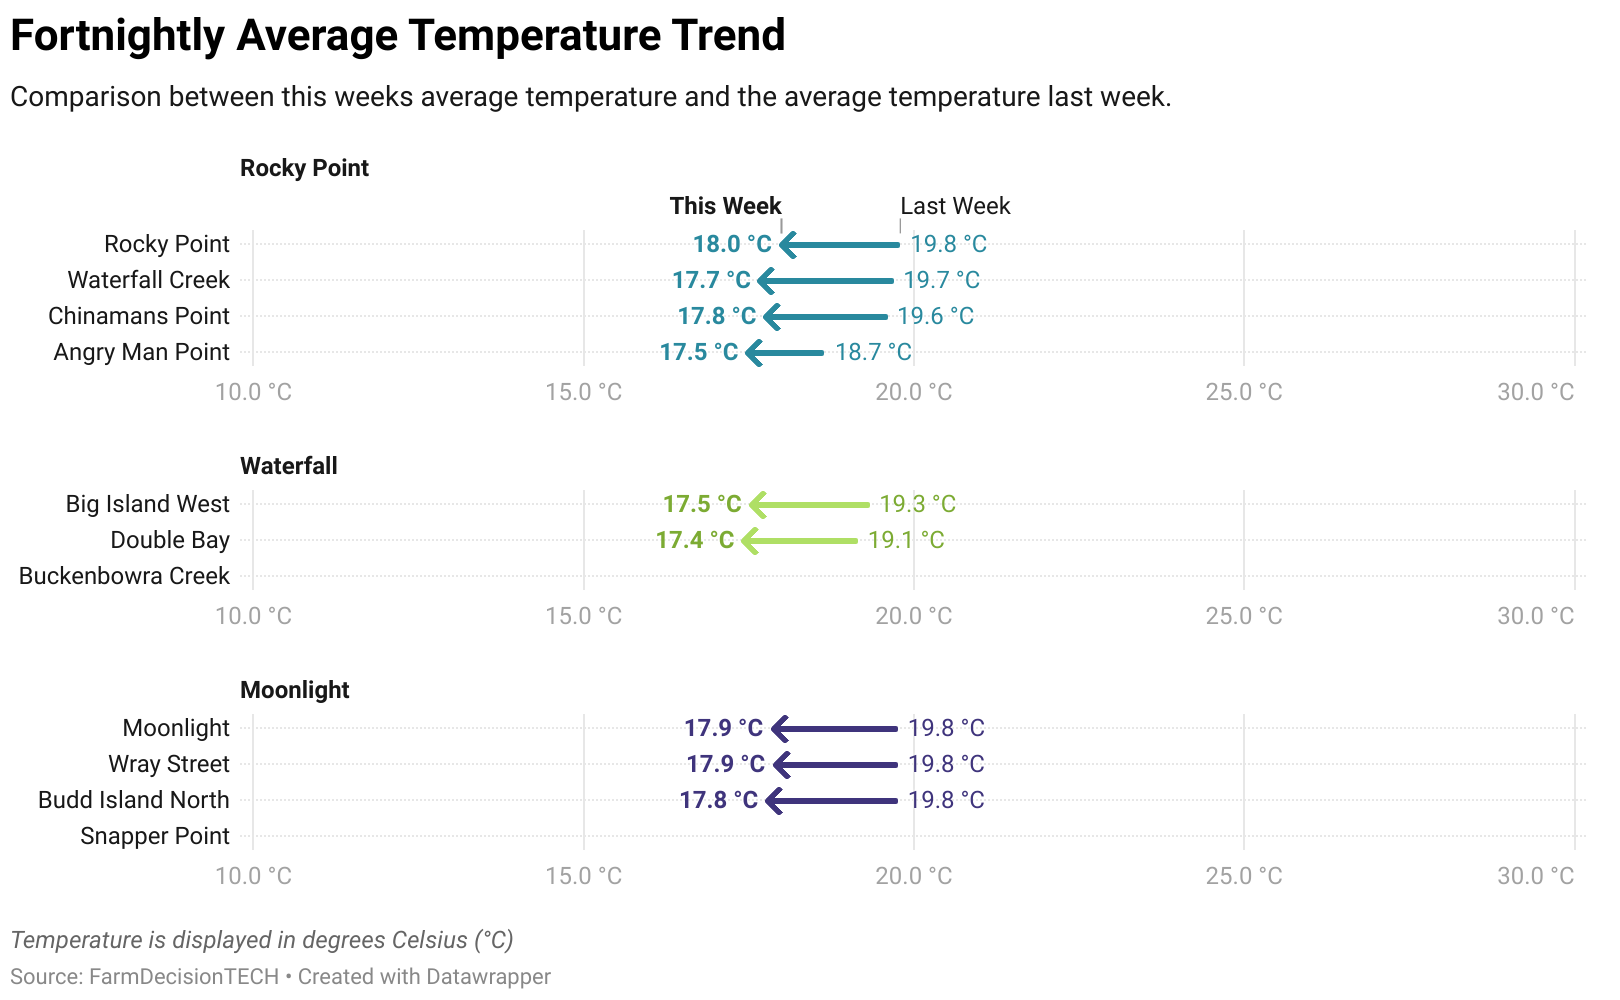 Fortnightly Average Temperature Trend
Comparison between this weeks average temperature and the average temperature last week.
Rocky Point
This Week Last Week
Rocky Point 18.0 °C 19.8 °C
Waterfall Creek 17.7 °C 19.7 °C
Chinamans Point 17.8 °C 19.6 °C
Angry Man Point 17.5 °C 18.7 °C
10.0 °C 15.0 °C 20.0 °C 25.0 °C 30.0 °C
Waterfall
Big Island West 17.5 °C 19.3 °C
Double Bay 17.4 °C 19.1 °C
Buckenbowra Creek
10.0 °C 15.0 °C 20.0 °C 25.0 °C 30.0 °C
Moonlight
Moonlight 17.9 °C 19.8 °C
Wray Street 17.9 °C 19.8 °C
Budd Island North 17.8 °C 19.8 °C
Snapper Point
10.0 °C 15.0 °C 20.0 °C 25.0 °C 30.0 °C
Temperature is displayed in degrees Celsius (°C)
Source: FarmDecisionTECH • Created with Datawrapper